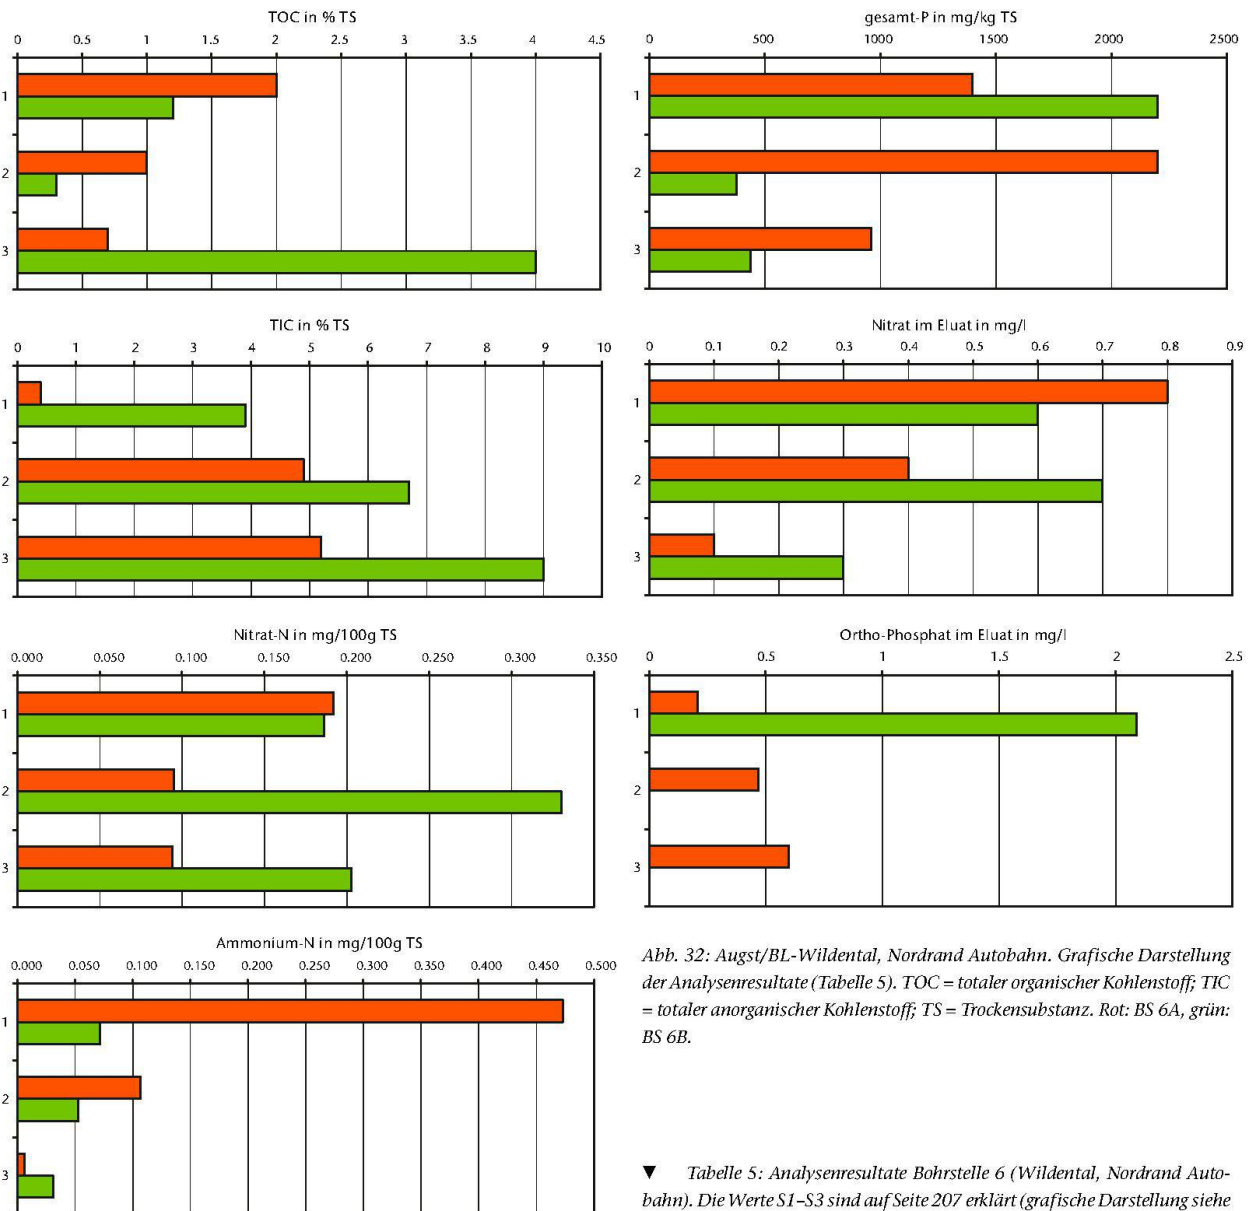 TOC in % TS
0 0.5 1 1.5 2 2.5 3 3.5 4 4.5
1
2
3
TIC in % TS
0 1 2 3 4 5 6 7 8 9 10
1
2
3
Nitrat-N in mg/100g TS
0.000 0.050 0.100 0.150 0.200 0.250 0.300 0.350
1
2
3
Ammonium-N in mg/100g TS
0.000 0.050 0.100 0.150 0.200 0.250 0.300 0.350 0.400 0.450 0.500
1
2
3
gesamt-P in mg/kg TS
0 500 1000 1500 2000 2500
1
2
3
Nitrat im Eluat in mg/l
0 0.1 0.2 0.3 0.4 0.5 0.6 0.7 0.8 0.9
1
2
3
Ortho-Phosphat im Eluat in mg/l
0 0.5 1 1.5 2 2.5
1
2
3
Abb. 32: Augst/BL-Wildental, Nordrand Autobahn. Grafische Darstellung
der Analysenresultate (Tabelle 5). TOC = totaler organischer Kohlenstoff; TIC
= totaler anorganischer Kohlenstoff; TS = Trockensubstanz. Rot: BS 6A, grün:
BS 6B.
▼ Tabelle 5: Analysenresultate Bohrstelle 6 (Wildental, Nordrand Auto-
bahn). Die Werte S1–S3 sind auf Seite 207 erklärt (grafische Darstellung siehe